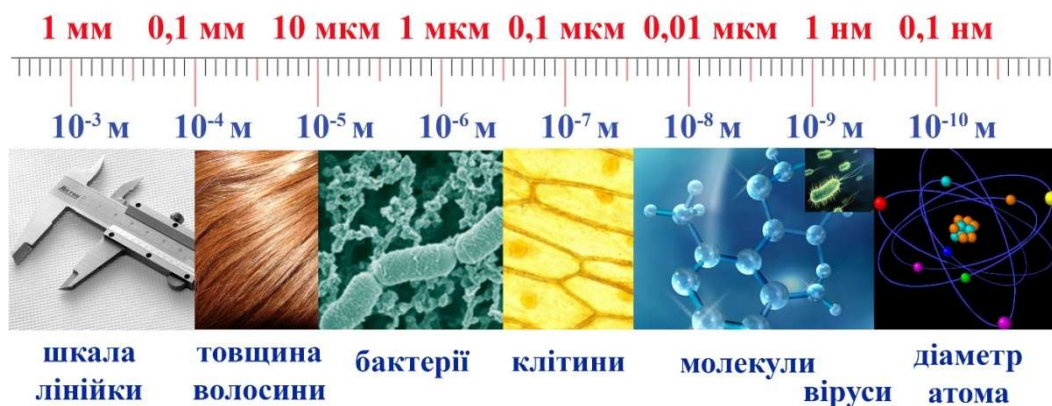 1 мм 0,1 мм 10 мкм 1 мкм 0,1 мкм 0,01 мкм 1 нм 0,1 нм
10⁻³ м 10⁻⁴ м 10⁻⁵ м 10⁻⁶ м 10⁻⁷ м 10⁻⁸ м 10⁻⁹ м 10⁻¹⁰ м
шкала лінійки
товщина волосини
бактерії
клітини
молекули
віруси
діаметр атома